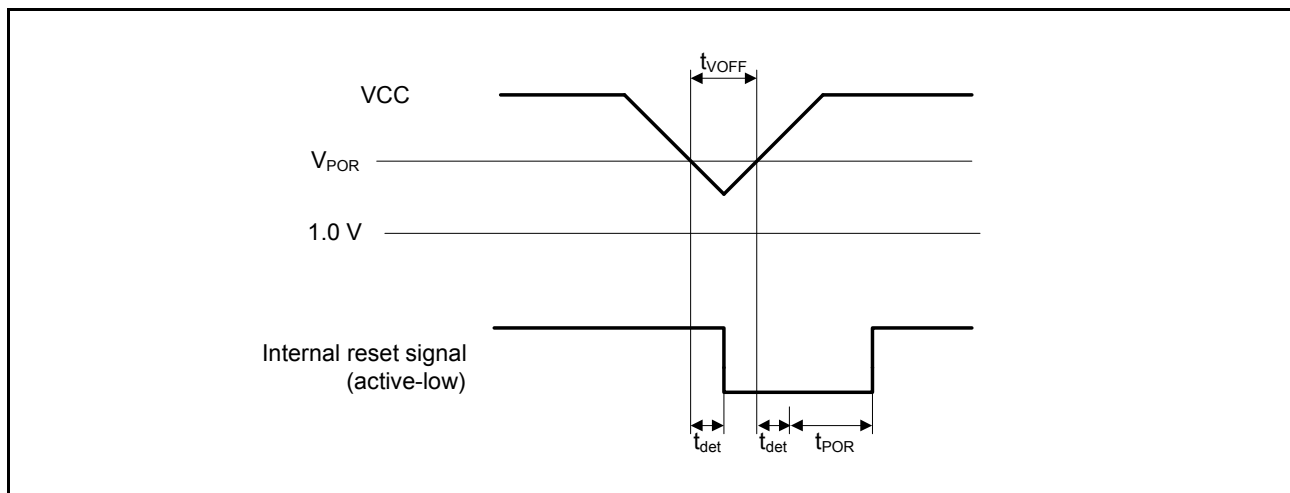 tVOFF
VCC
VPOR
1.0 V
Internal reset signal
(active-low)
tdet
tdet
tPOR